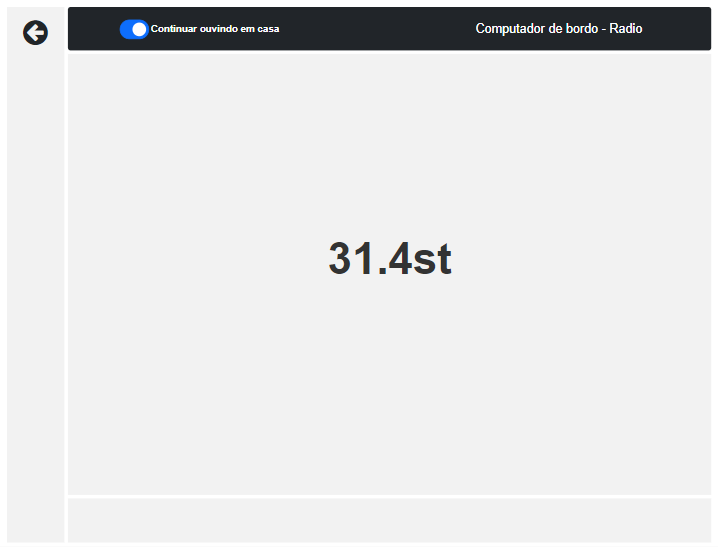 Continuar ouvindo em casa
Computador de bordo - Radio
31.4st